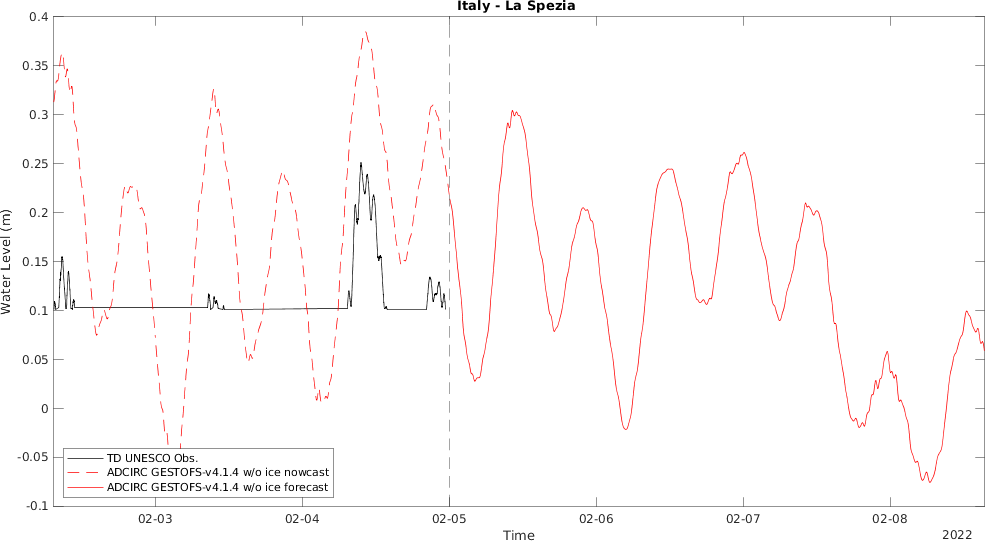 Italy - La Spezia
0.4
0.35
0.3
0.25
0.2
0.15
0.1
0.05
0
-0.05
-0.1
Water Level (m)
TD UNESCO Obs.
ADCIRC GESTOFS-v4.1.4 w/o ice nowcast
ADCIRC GESTOFS-v4.1.4 w/o ice forecast
02-03 02-04 02-05 02-06 02-07 02-08
Time
2022